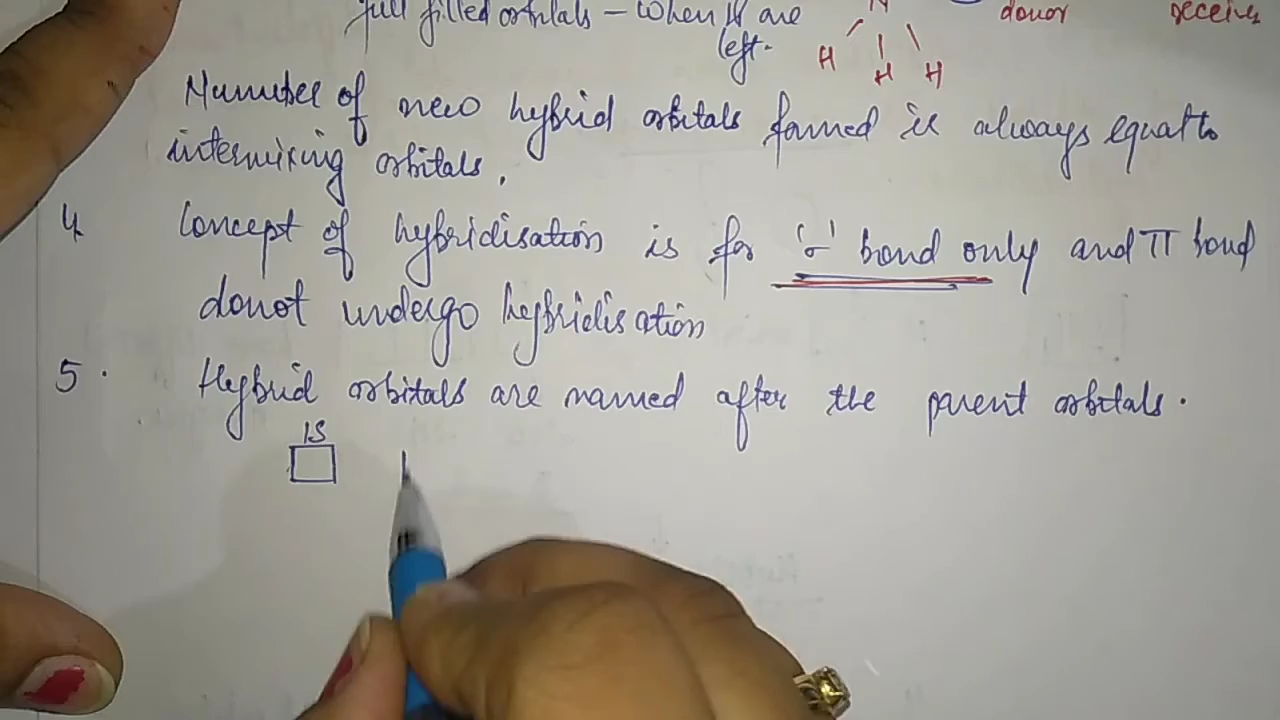 full filled orbitals - when it are
left.
N
donor
H
H
H
Number of new hybrid orbitals formed is always equal to
intermixing orbitals.
4 Concept of hybridisation is for 'σ' bond only and π bond
donot undergo hybridisation
5. Hybrid orbitals are named after the parent orbitals.
1S